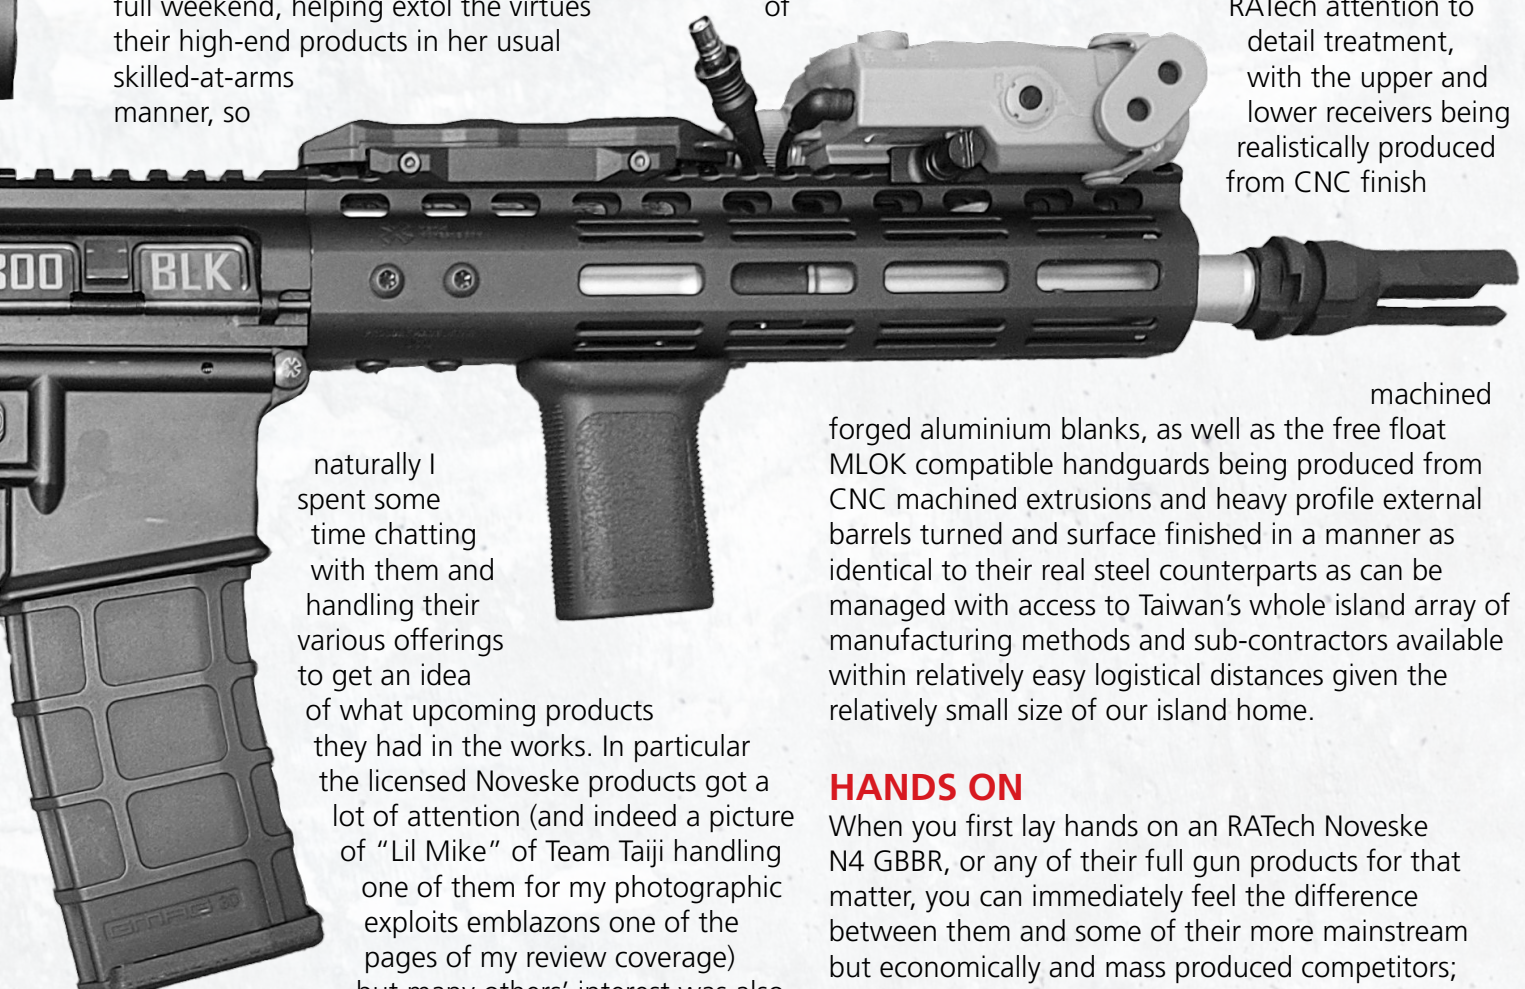 full weekend, helping extol the virtues
their high-end products in her usual
skilled-at-arms
manner, so
naturally I
spent some
time chatting
with them and
handling their
various offerings
to get an idea
of what upcoming products
they had in the works. In particular
the licensed Noveske products got a
lot of attention (and indeed a picture
of “Lil Mike” of Team Taiji handling
one of them for my photographic
exploits emblazons one of the
pages of my review coverage)
but many others’ interest was also
of
RATech attention to
detail treatment,
with the upper and
lower receivers being
realistically produced
from CNC finish
machined
forged aluminium blanks, as well as the free float
MLOK compatible handguards being produced from
CNC machined extrusions and heavy profile external
barrels turned and surface finished in a manner as
identical to their real steel counterparts as can be
managed with access to Taiwan’s whole island array of
manufacturing methods and sub-contractors available
within relatively easy logistical distances given the
relatively small size of our island home.
HANDS ON
When you first lay hands on an RATech Noveske
N4 GBBR, or any of their full gun products for that
matter, you can immediately feel the difference
between them and some of their more mainstream
but economically and mass produced competitors;
300 BLK